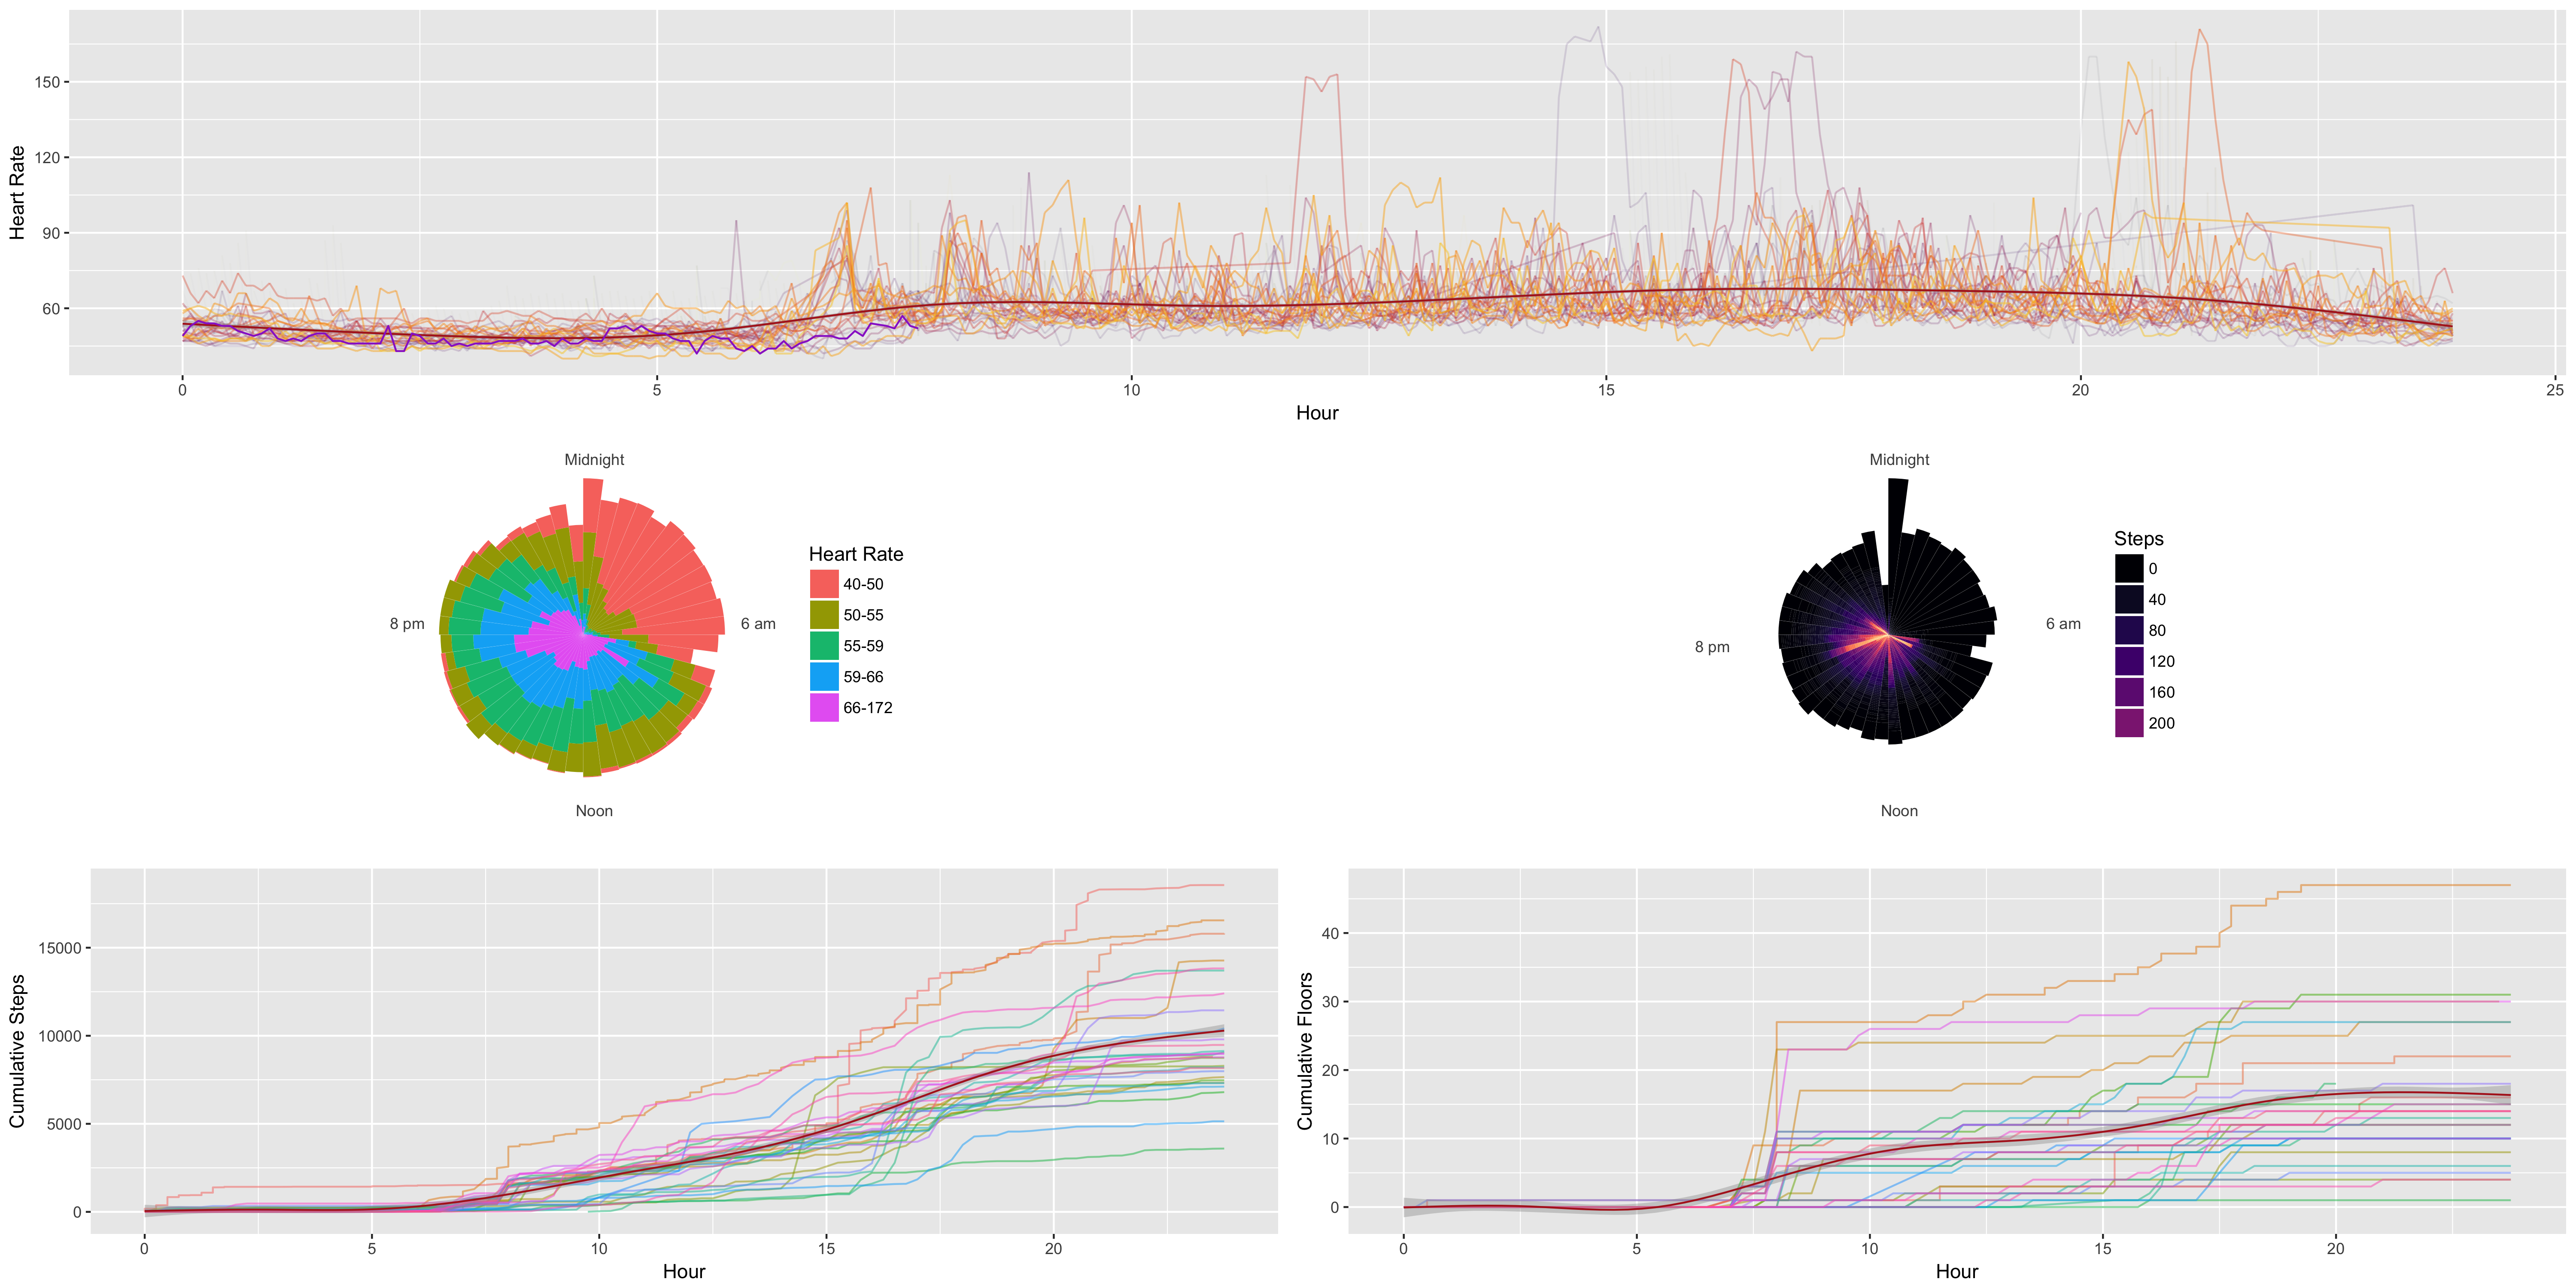 Heart Rate
150
120
90
60
0 5 10 15 20 25
Hour
Midnight
8 pm
6 am
Noon
Heart Rate
40-50
50-55
55-59
59-66
66-172
Midnight
8 pm
6 am
Noon
Steps
0
40
80
120
160
200
Cumulative Steps
15000
10000
5000
0
0 5 10 15 20
Hour
Cumulative Floors
40
30
20
10
0
0 5 10 15 20
Hour